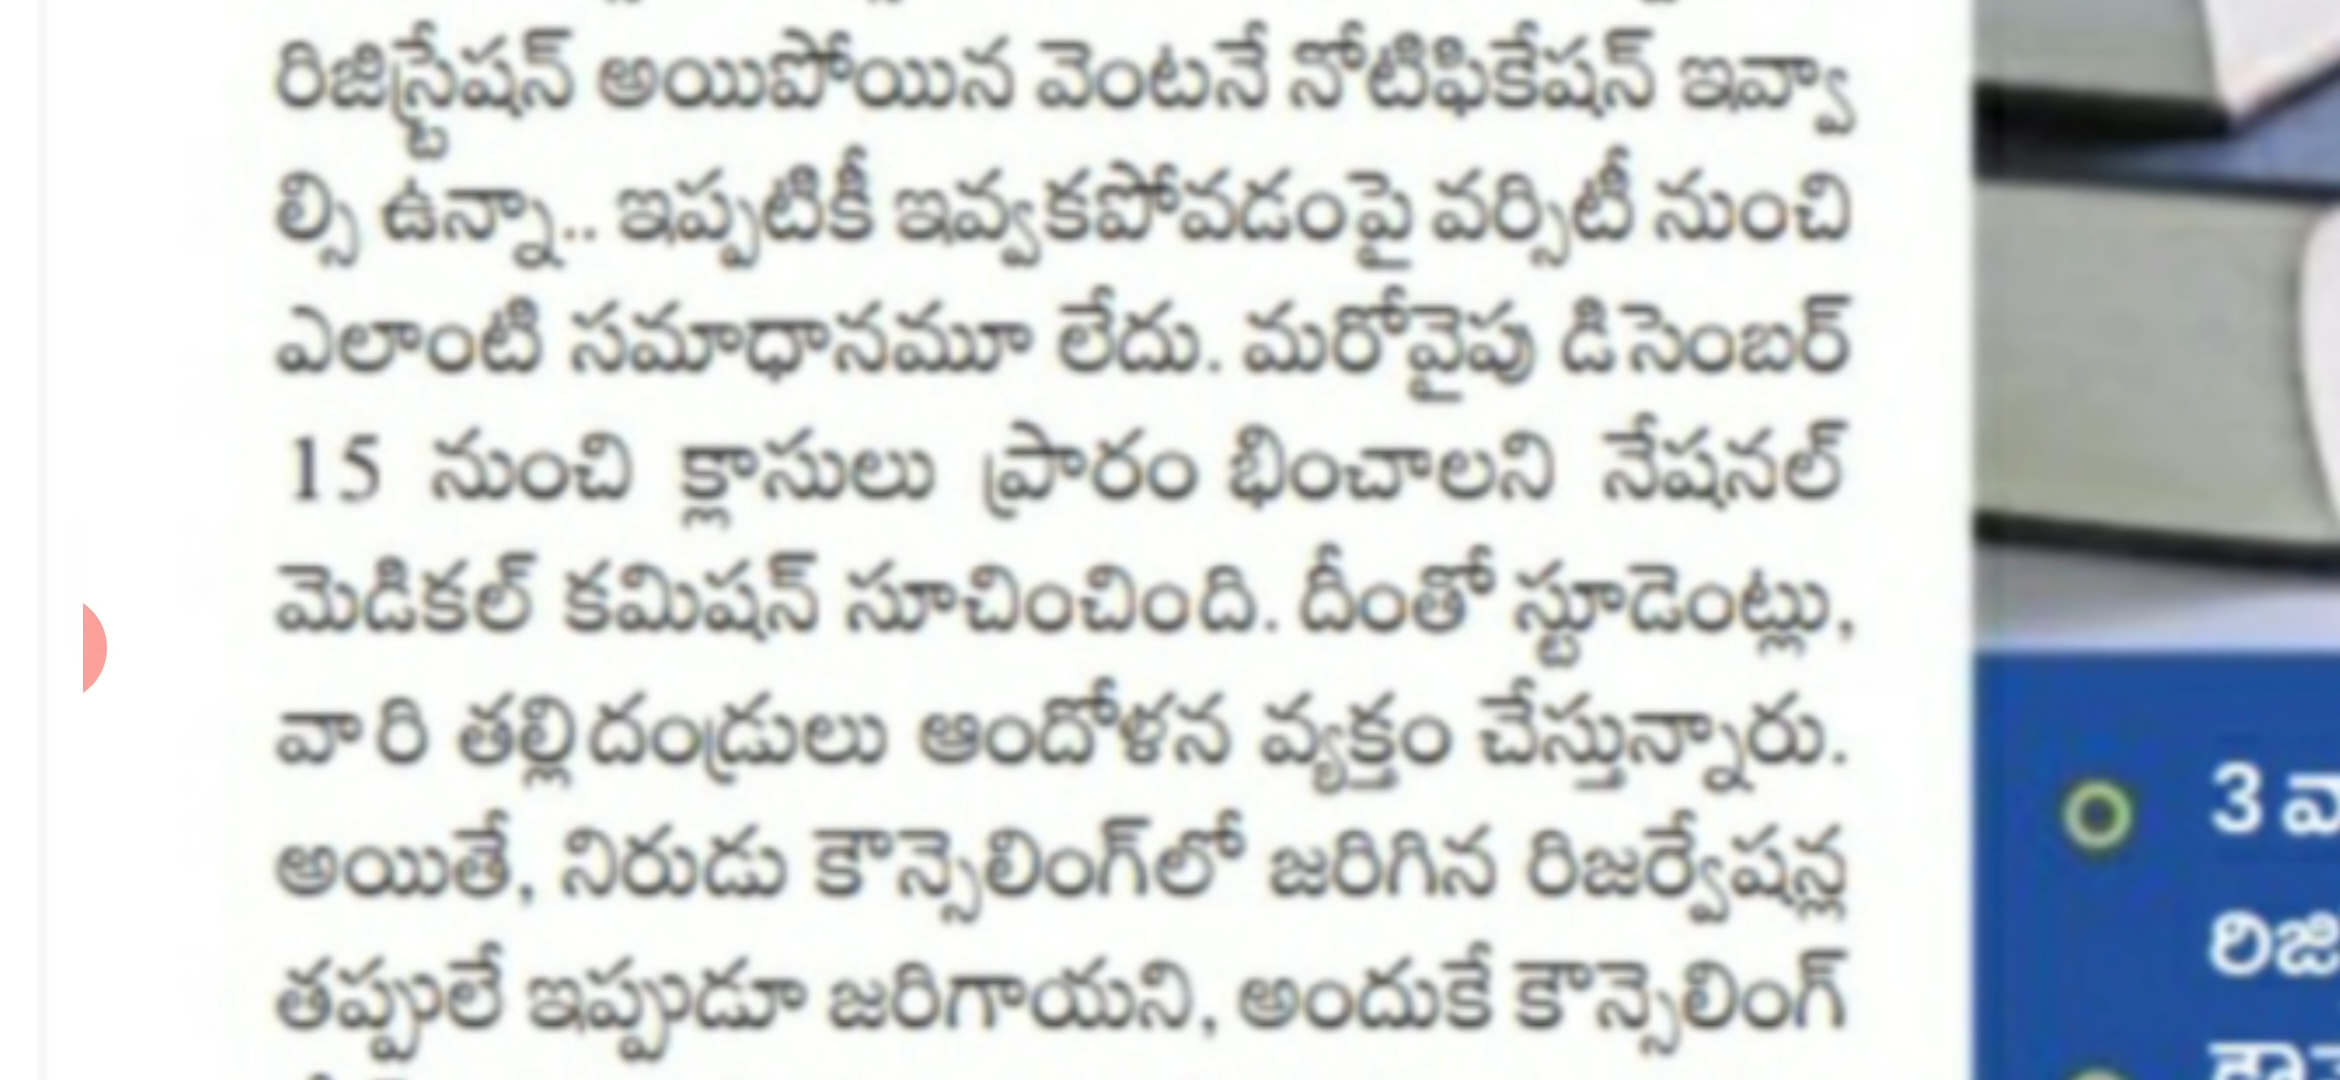 రిజిస్ట్రేషన్ అయిపోయిన వెంటనే నోటిఫికేషన్ ఇవ్వా
ల్సి ఉన్నా.. ఇప్పటికీ ఇవ్వకపోవడంపై వర్సిటీ నుంచి
ఎలాంటి సమాధానమూ లేదు. మరోవైపు డిసెంబర్
15 నుంచి క్లాసులు ప్రారం భించాలని నేషనల్
మెడికల్ కమిషన్ సూచించింది. దీంతో స్టూడెంట్లు,
వారి తల్లిదండ్రులు ఆందోళన వ్యక్తం చేస్తున్నారు.
అయితే, నిరుడు కౌన్సెలింగ్‌లో జరిగిన రిజర్వేషన్ల
తప్పులే ఇప్పుడూ జరిగాయని, అందుకే కౌన్సెలింగ్
3